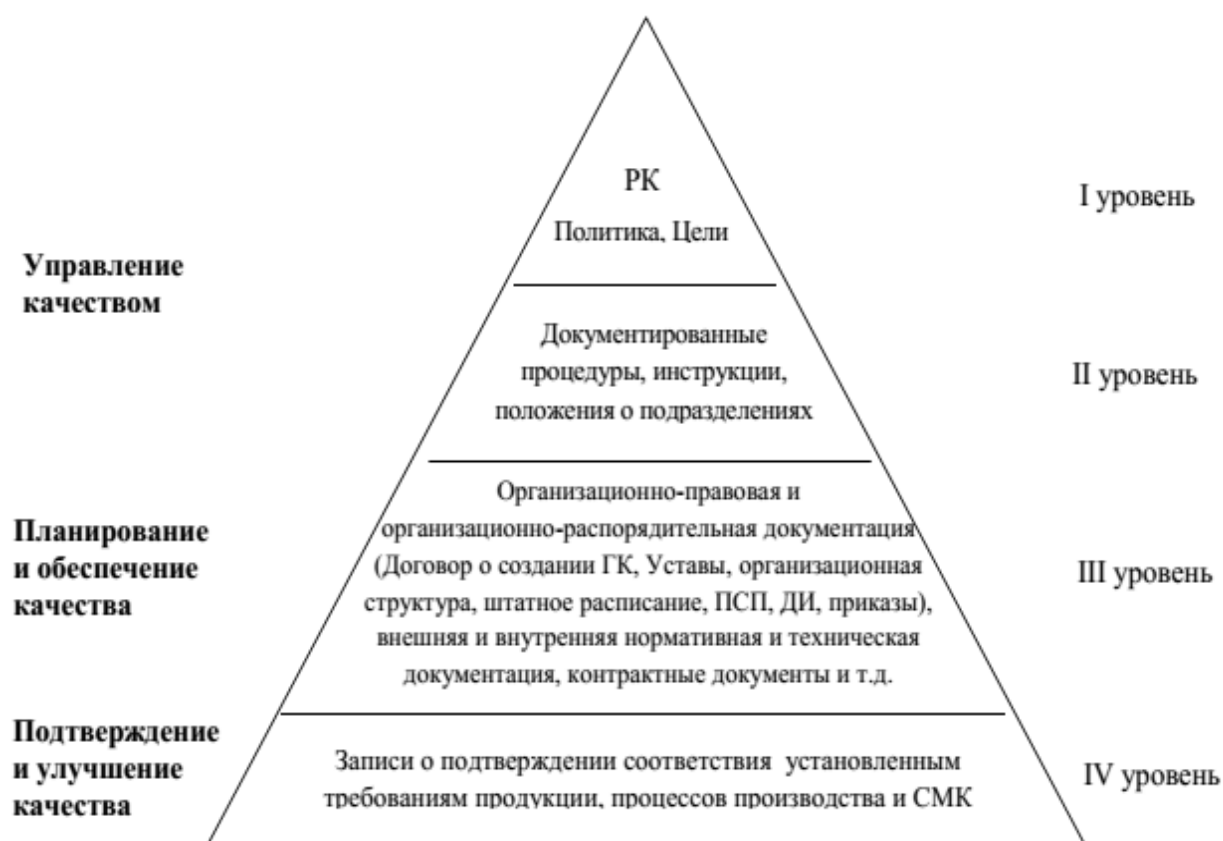 РК
Политика, Цели
I уровень
Управление
качеством
Документированные
процедуры, инструкции,
положения о подразделениях
II уровень
Планирование
и обеспечение
качества
Организационно-правовая и
организационно-распорядительная документация
(Договор о создании ГК, Уставы, организационная
структура, штатное расписание, ПСП, ДИ, приказы),
внешняя и внутренняя нормативная и техническая
документация, контрактные документы и т.д.
III уровень
Подтверждение
и улучшение
качества
Записи о подтверждении соответствия установленным
требованиям продукции, процессов производства и СМК
IV уровень